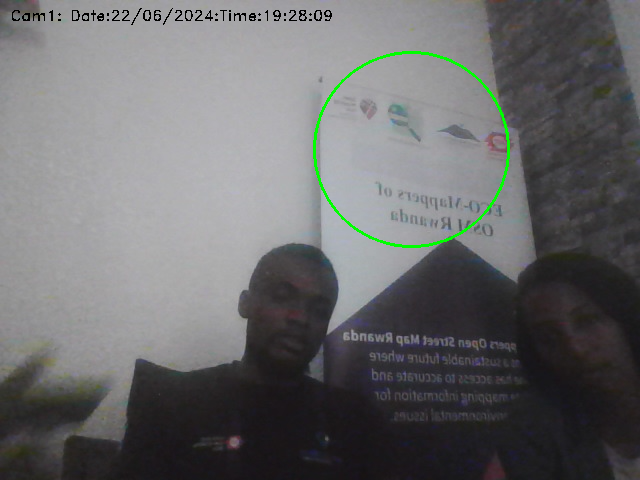 Cam1: Date:22/06/2024:Time:19:28:09
ECO-Mappers of
OSM Rwanda
ppers Open Street Map Rwanda
a sustainable future where
has access to accurate and
mapping information for
environmental issues.